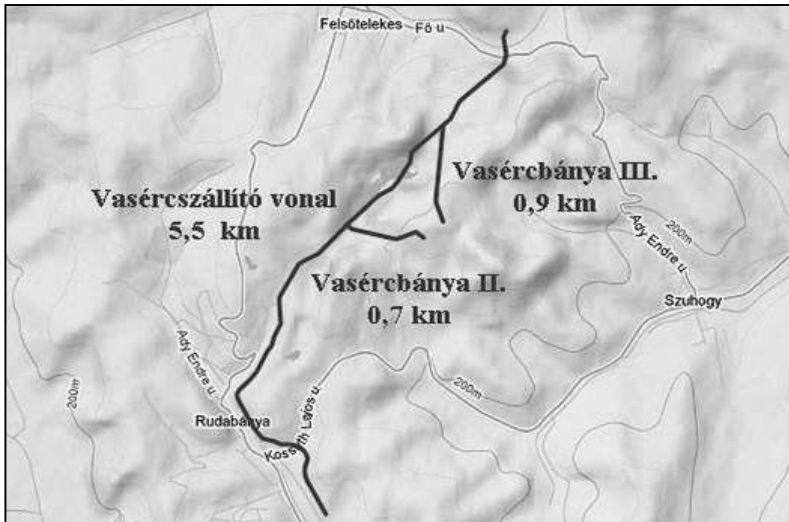 Felsőtelekes
Fő u
Vasércbánya III.
0,9 km
Vasércszállító vonal
5,5 km
200m
Ady Endre u
Vasércbánya II.
0,7 km
Szuhogy
Ady Endre u
200m
200m
Rudabánya
Kossuth Lajos u